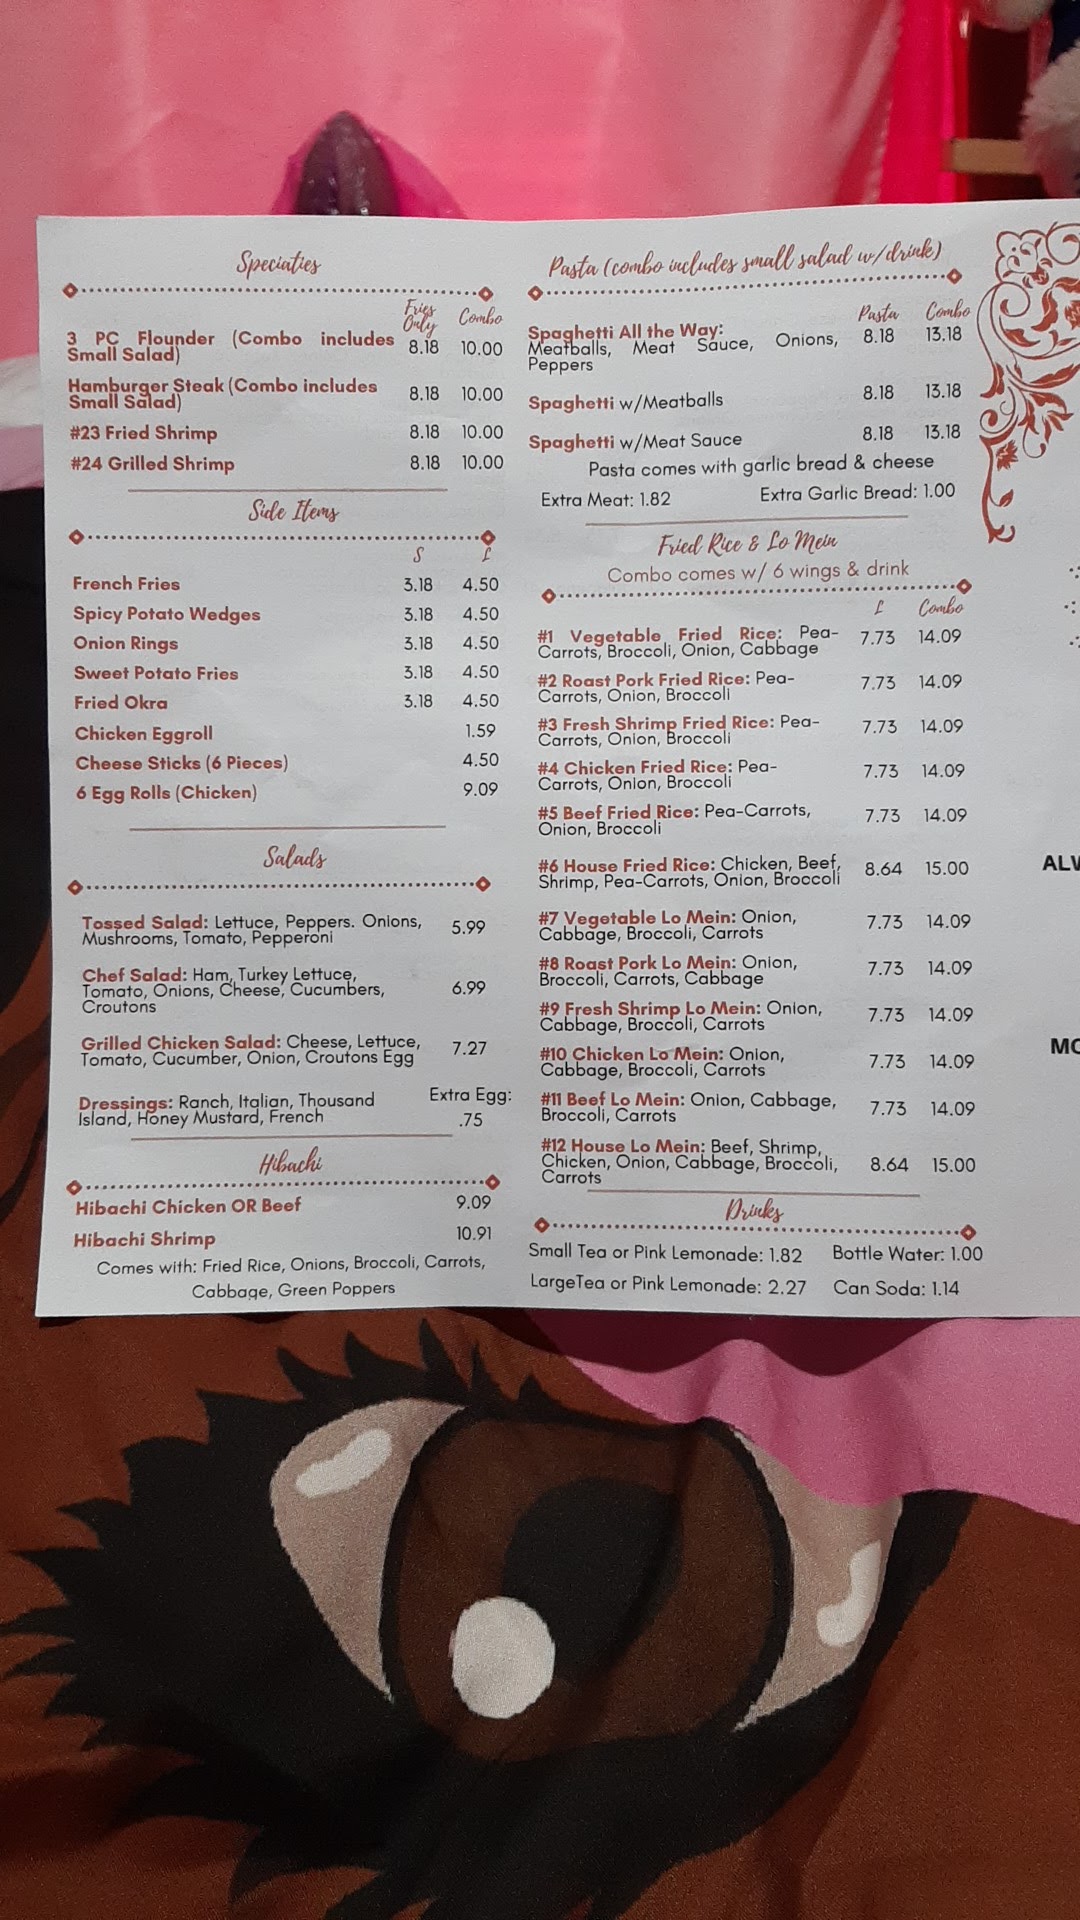 Speciaties
Fries
Only
Combo
3 PC Flounder (Combo includes
Small Salad)
8.18 10.00
Hamburger Steak (Combo includes
Small Salad)
8.18 10.00
#23 Fried Shrimp 8.18 10.00
#24 Grilled Shrimp 8.18 10.00
Side Items
S L
French Fries 3.18 4.50
Spicy Potato Wedges 3.18 4.50
Onion Rings 3.18 4.50
Sweet Potato Fries 3.18 4.50
Fried Okra 3.18 4.50
Chicken Eggroll 1.59
Cheese Sticks (6 Pieces) 4.50
6 Egg Rolls (Chicken) 9.09
Salads
Tossed Salad: Lettuce, Peppers. Onions,
Mushrooms, Tomato, Pepperoni
5.99
Chef Salad: Ham, Turkey Lettuce,
Tomato, Onions, Cheese, Cucumbers,
Croutons
6.99
Grilled Chicken Salad: Cheese, Lettuce,
Tomato, Cucumber, Onion, Croutons Egg
7.27
Dressings: Ranch, Italian, Thousand
Island, Honey Mustard, French
Extra Egg:
.75
Hibachi
Hibachi Chicken OR Beef 9.09
Hibachi Shrimp 10.91
Comes with: Fried Rice, Onions, Broccoli, Carrots,
Cabbage, Green Poppers
Pasta (combo includes small salad w/drink)
Pasta Combo
Spaghetti All the Way:
Meatballs, Meat Sauce, Onions,
Peppers
8.18 13.18
Spaghetti w/Meatballs 8.18 13.18
Spaghetti w/Meat Sauce 8.18 13.18
Pasta comes with garlic bread & cheese
Extra Meat: 1.82 Extra Garlic Bread: 1.00
Fried Rice & Lo Mein
Combo comes w/ 6 wings & drink
L Combo
#1 Vegetable Fried Rice: Pea-
Carrots, Broccoli, Onion, Cabbage
7.73 14.09
#2 Roast Pork Fried Rice: Pea-
Carrots, Onion, Broccoli
7.73 14.09
#3 Fresh Shrimp Fried Rice: Pea-
Carrots, Onion, Broccoli
7.73 14.09
#4 Chicken Fried Rice: Pea-
Carrots, Onion, Broccoli
7.73 14.09
#5 Beef Fried Rice: Pea-Carrots,
Onion, Broccoli
7.73 14.09
#6 House Fried Rice: Chicken, Beef,
Shrimp, Pea-Carrots, Onion, Broccoli
8.64 15.00
#7 Vegetable Lo Mein: Onion,
Cabbage, Broccoli, Carrots
7.73 14.09
#8 Roast Pork Lo Mein: Onion,
Broccoli, Carrots, Cabbage
7.73 14.09
#9 Fresh Shrimp Lo Mein: Onion,
Cabbage, Broccoli, Carrots
7.73 14.09
#10 Chicken Lo Mein: Onion,
Cabbage, Broccoli, Carrots
7.73 14.09
#11 Beef Lo Mein: Onion, Cabbage,
Broccoli, Carrots
7.73 14.09
#12 House Lo Mein: Beef, Shrimp,
Chicken, Onion, Cabbage, Broccoli,
Carrots
8.64 15.00
Drinks
Small Tea or Pink Lemonade: 1.82 Bottle Water: 1.00
LargeTea or Pink Lemonade: 2.27 Can Soda: 1.14